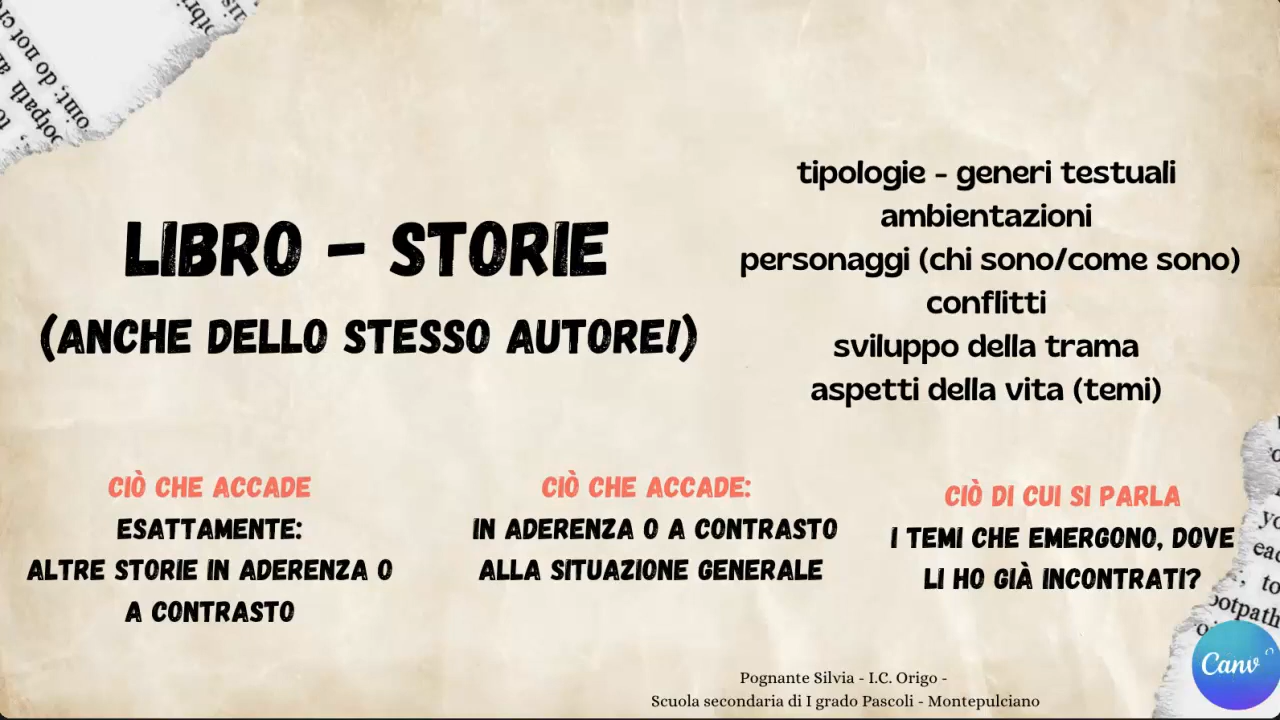 LIBRO - STORIE
(ANCHE DELLO STESSO AUTORE!)
tipologie - generi testuali
ambientazioni
personaggi (chi sono/come sono)
conflitti
sviluppo della trama
aspetti della vita (temi)
CIÒ CHE ACCADE
ESATTAMENTE:
ALTRE STORIE IN ADERENZA O
A CONTRASTO
CIÒ CHE ACCADE:
IN ADERENZA O A CONTRASTO
ALLA SITUAZIONE GENERALE
CIÒ DI CUI SI PARLA
I TEMI CHE EMERGONO, DOVE
LI HO GIÀ INCONTRATI?
Pognante Silvia - I.C. Origo -
Scuola secondaria di I grado Pascoli - Montepulciano
Canv